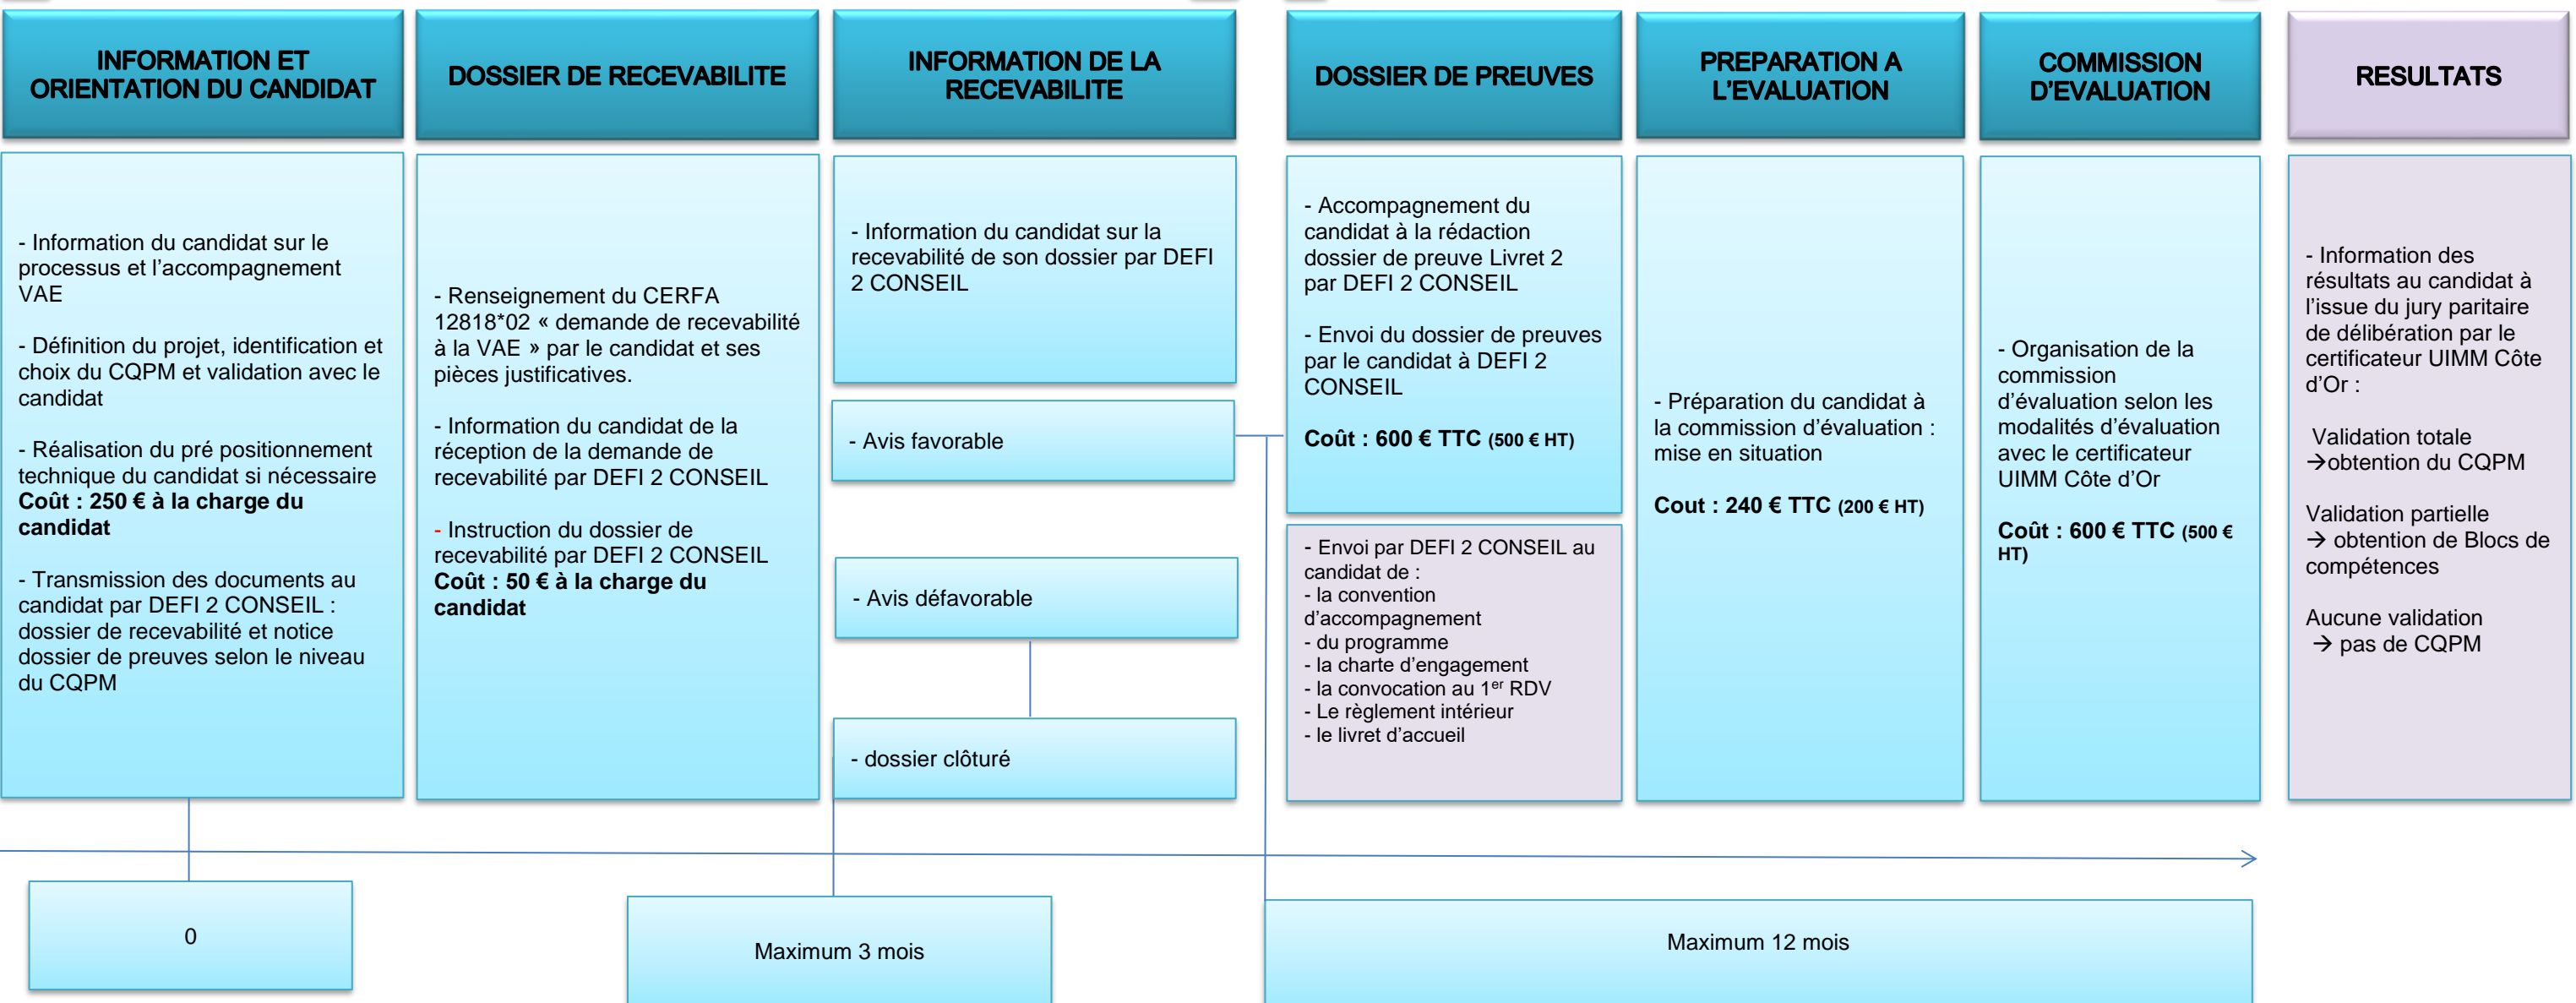 INFORMATION ET
ORIENTATION DU CANDIDAT
- Information du candidat sur le
processus et l’accompagnement
VAE
- Définition du projet, identification et
choix du CQPM et validation avec le
candidat
- Réalisation du pré positionnement
technique du candidat si nécessaire
Coût : 250 € à la charge du
candidat
- Transmission des documents au
candidat par DEFI 2 CONSEIL :
dossier de recevabilité et notice
dossier de preuves selon le niveau
du CQPM
DOSSIER DE RECEVABILITE
- Renseignement du CERFA
12818*02 « demande de recevabilité
à la VAE » par le candidat et ses
pièces justificatives.
- Information du candidat de la
réception de la demande de
recevabilité par DEFI 2 CONSEIL
- Instruction du dossier de
recevabilité par DEFI 2 CONSEIL
Coût : 50 € à la charge du
candidat
INFORMATION DE LA
RECEVABILITE
- Information du candidat sur la
recevabilité de son dossier par DEFI
2 CONSEIL
- Avis favorable
- Avis défavorable
- dossier clôturé
DOSSIER DE PREUVES
- Accompagnement du
candidat à la rédaction
dossier de preuve Livret 2
par DEFI 2 CONSEIL
- Envoi du dossier de preuves
par le candidat à DEFI 2
CONSEIL
Coût : 600 € TTC (500 € HT)
- Envoi par DEFI 2 CONSEIL au
candidat de :
- la convention
d’accompagnement
- du programme
- la charte d’engagement
- la convocation au 1er RDV
- Le règlement intérieur
- le livret d’accueil
PREPARATION A
L’EVALUATION
- Préparation du candidat à
la commission d’évaluation :
mise en situation
Cout : 240 € TTC (200 € HT)
COMMISSION
D’EVALUATION
- Organisation de la
commission
d’évaluation selon les
modalités d’évaluation
avec le certificateur
UIMM Côte d’Or
Coût : 600 € TTC (500 €
HT)
RESULTATS
- Information des
résultats au candidat à
l’issue du jury paritaire
de délibération par le
certificateur UIMM Côte
d’Or :
Validation totale
→obtention du CQPM
Validation partielle
→ obtention de Blocs de
compétences
Aucune validation
→ pas de CQPM
0
Maximum 3 mois
Maximum 12 mois